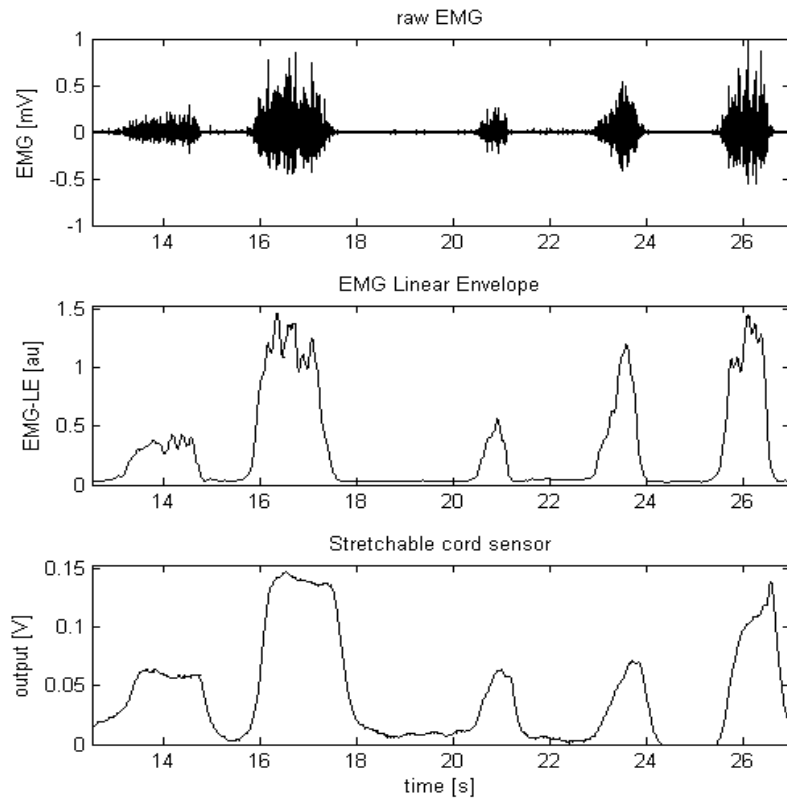 raw EMG
EMG [mV]
1
0.5
0
-0.5
-1
14 16 18 20 22 24 26
EMG Linear Envelope
EMG-LE [au]
1.5
1
0.5
0
14 16 18 20 22 24 26
Stretchable cord sensor
output [V]
0.15
0.1
0.05
0
14 16 18 20 22 24 26
time [s]